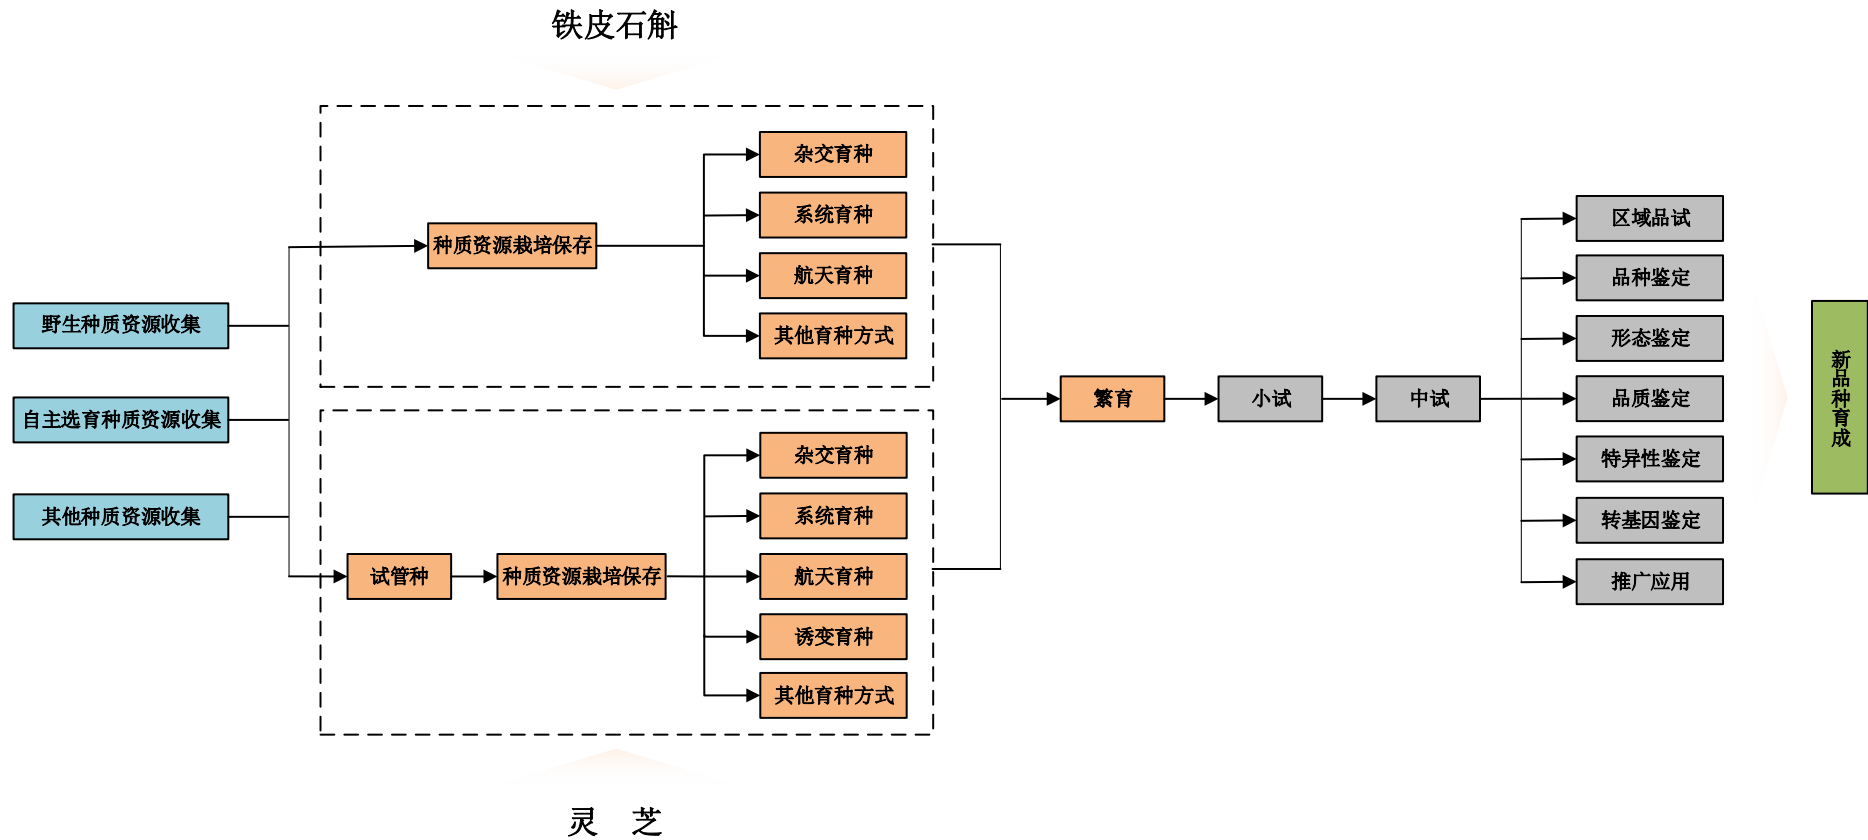 铁皮石斛
野生种质资源收集
自主选育种质资源收集
其他种质资源收集
种质资源栽培保存
杂交育种
系统育种
航天育种
其他育种方式
试管种
种质资源栽培保存
杂交育种
系统育种
航天育种
诱变育种
其他育种方式
灵 芝
繁育
小试
中试
区域品试
品种鉴定
形态鉴定
品质鉴定
特异性鉴定
转基因鉴定
推广应用
新品种育成